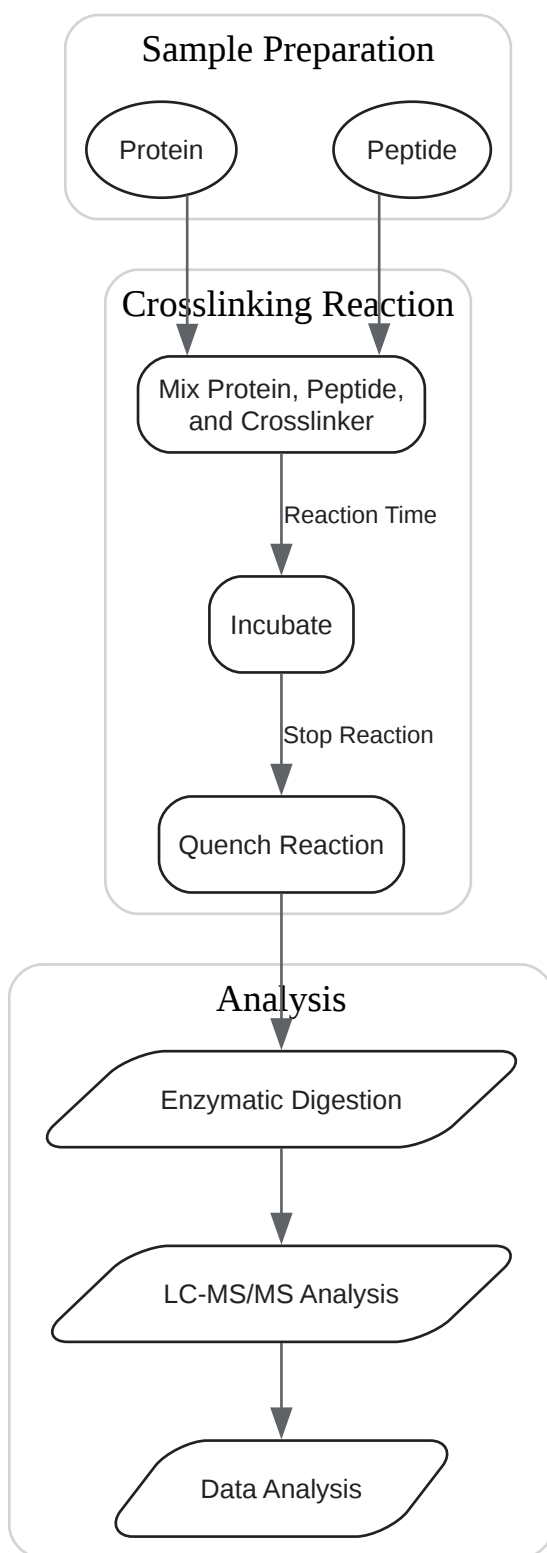 Sample Preparation
Protein
Peptide
Crosslinking Reaction
Mix Protein, Peptide,
and Crosslinker
Reaction Time
Incubate
Stop Reaction
Quench Reaction
Analysis
Enzymatic Digestion
LC-MS/MS Analysis
Data Analysis